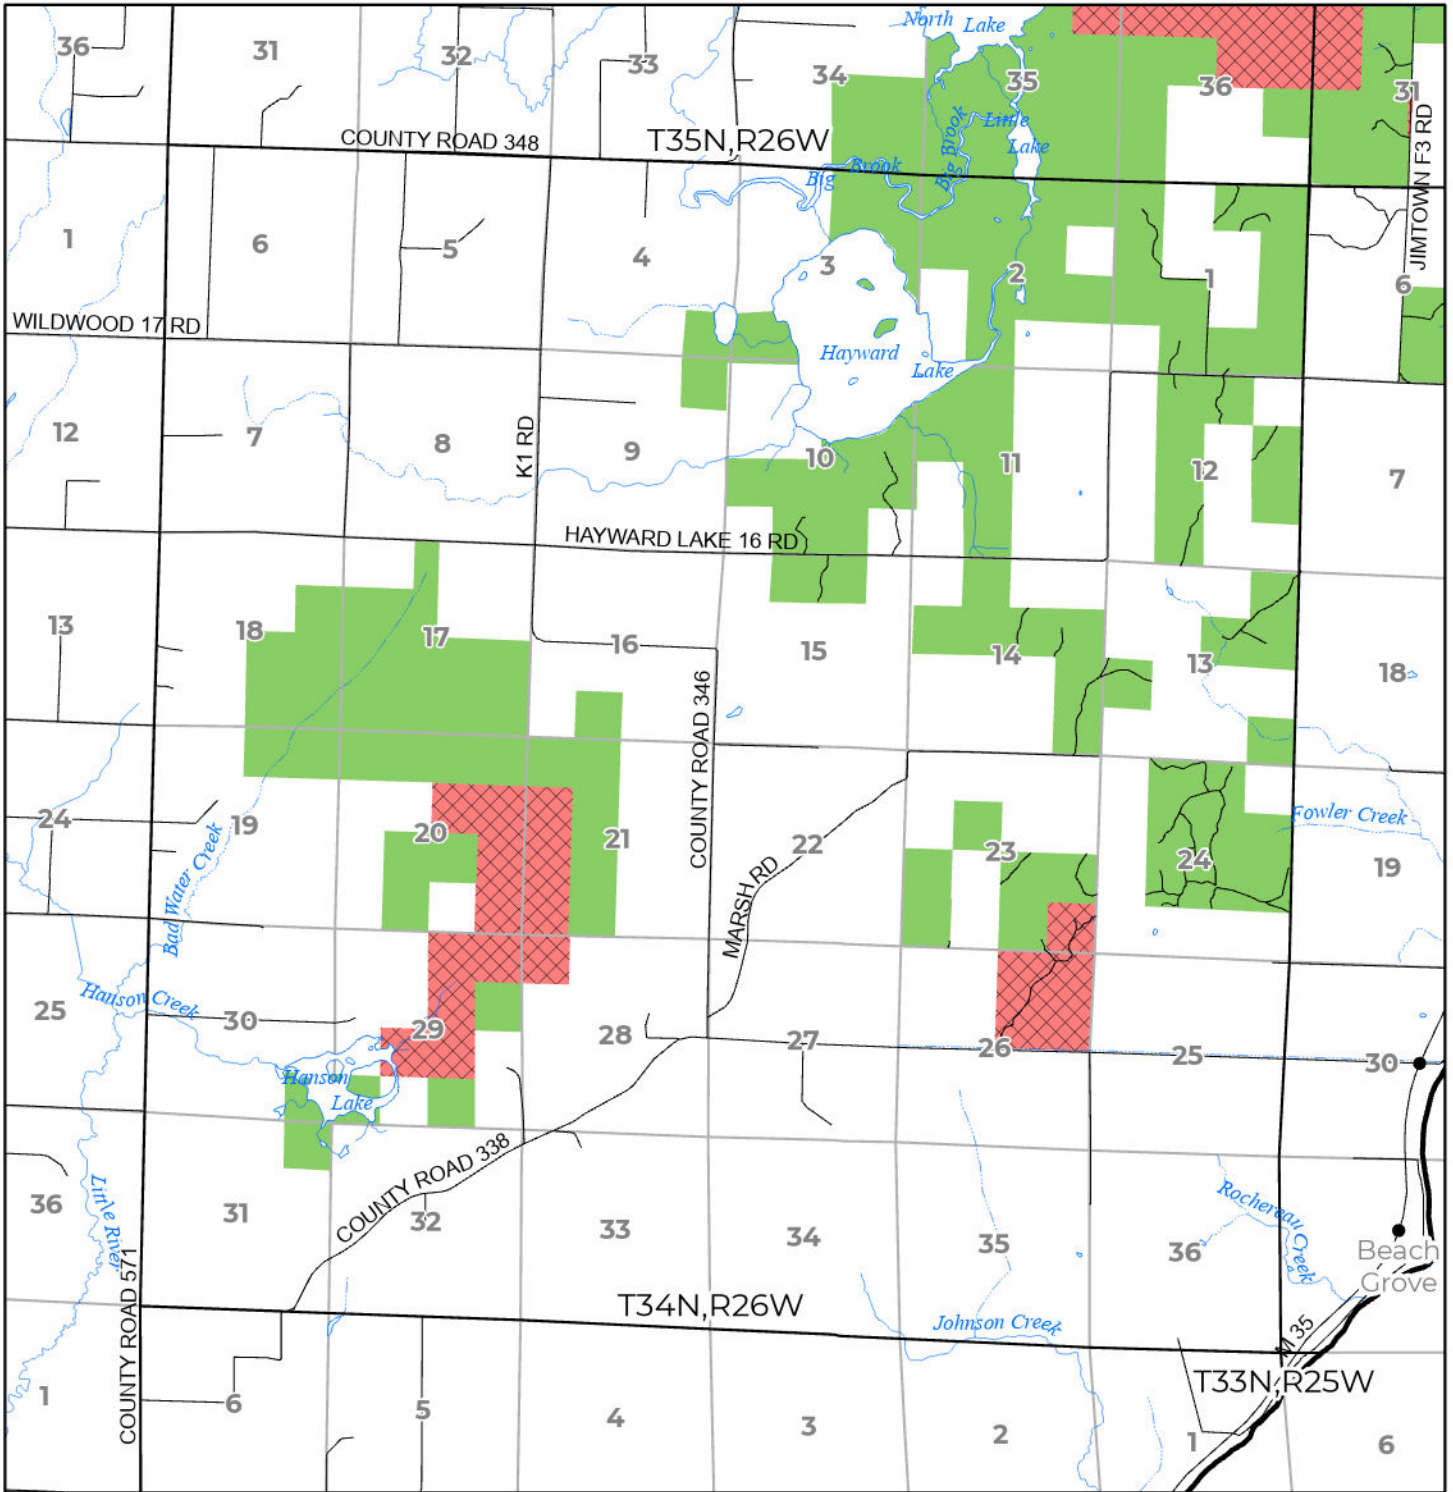 North Lake
36
31
32
33
34
35
36
31
Little
Lake
COUNTY ROAD 348
T35N,R26W
Big Brook
Big Brook
JIMTOWN F3 RD
1
6
5
4
3
2
1
6
WILDWOOD 17 RD
Hayward
Lake
12
7
8
K1 RD
9
10
11
12
7
HAYWARD LAKE 16 RD
13
18
17
16
15
14
13
18
COUNTY ROAD 346
24
19
20
21
22
23
24
19
Fowler Creek
Bad Water Creek
MARSH RD
25
Hanson Creek
30
29
28
27
26
25
30
Hanson
Lake
COUNTY ROAD 338
36
Little River
31
32
33
34
35
36
Rochereau Creek
Beach
Grove
COUNTY ROAD 571
T34N,R26W
Johnson Creek
M 35
T33N,R25W
1
6
5
4
3
2
1
6